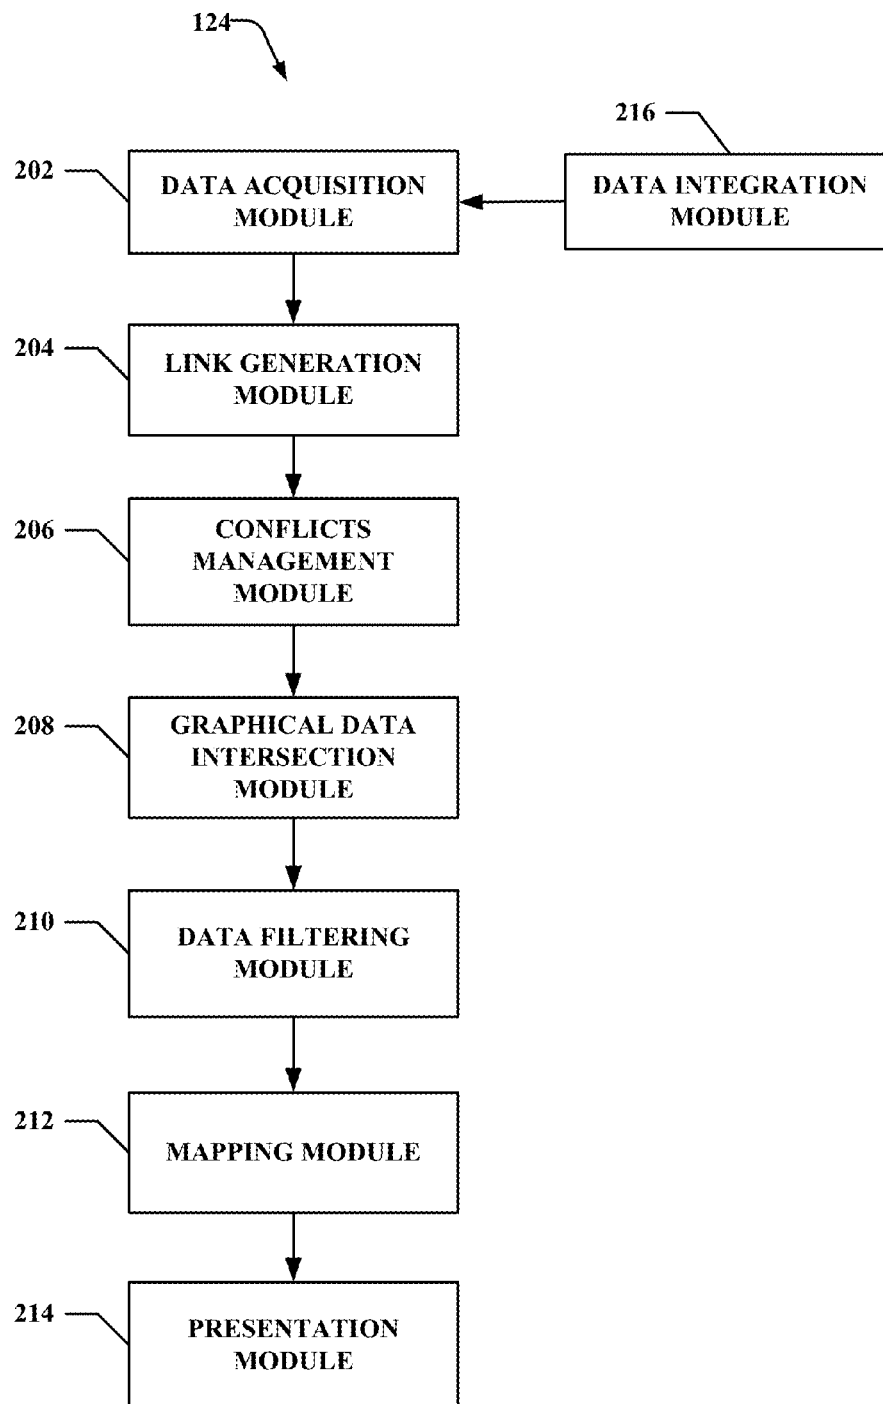 124
216
202
DATA ACQUISITION
MODULE
DATA INTEGRATION
MODULE
204
LINK GENERATION
MODULE
206
CONFLICTS
MANAGEMENT
MODULE
208
GRAPHICAL DATA
INTERSECTION
MODULE
210
DATA FILTERING
MODULE
212
MAPPING MODULE
214
PRESENTATION
MODULE